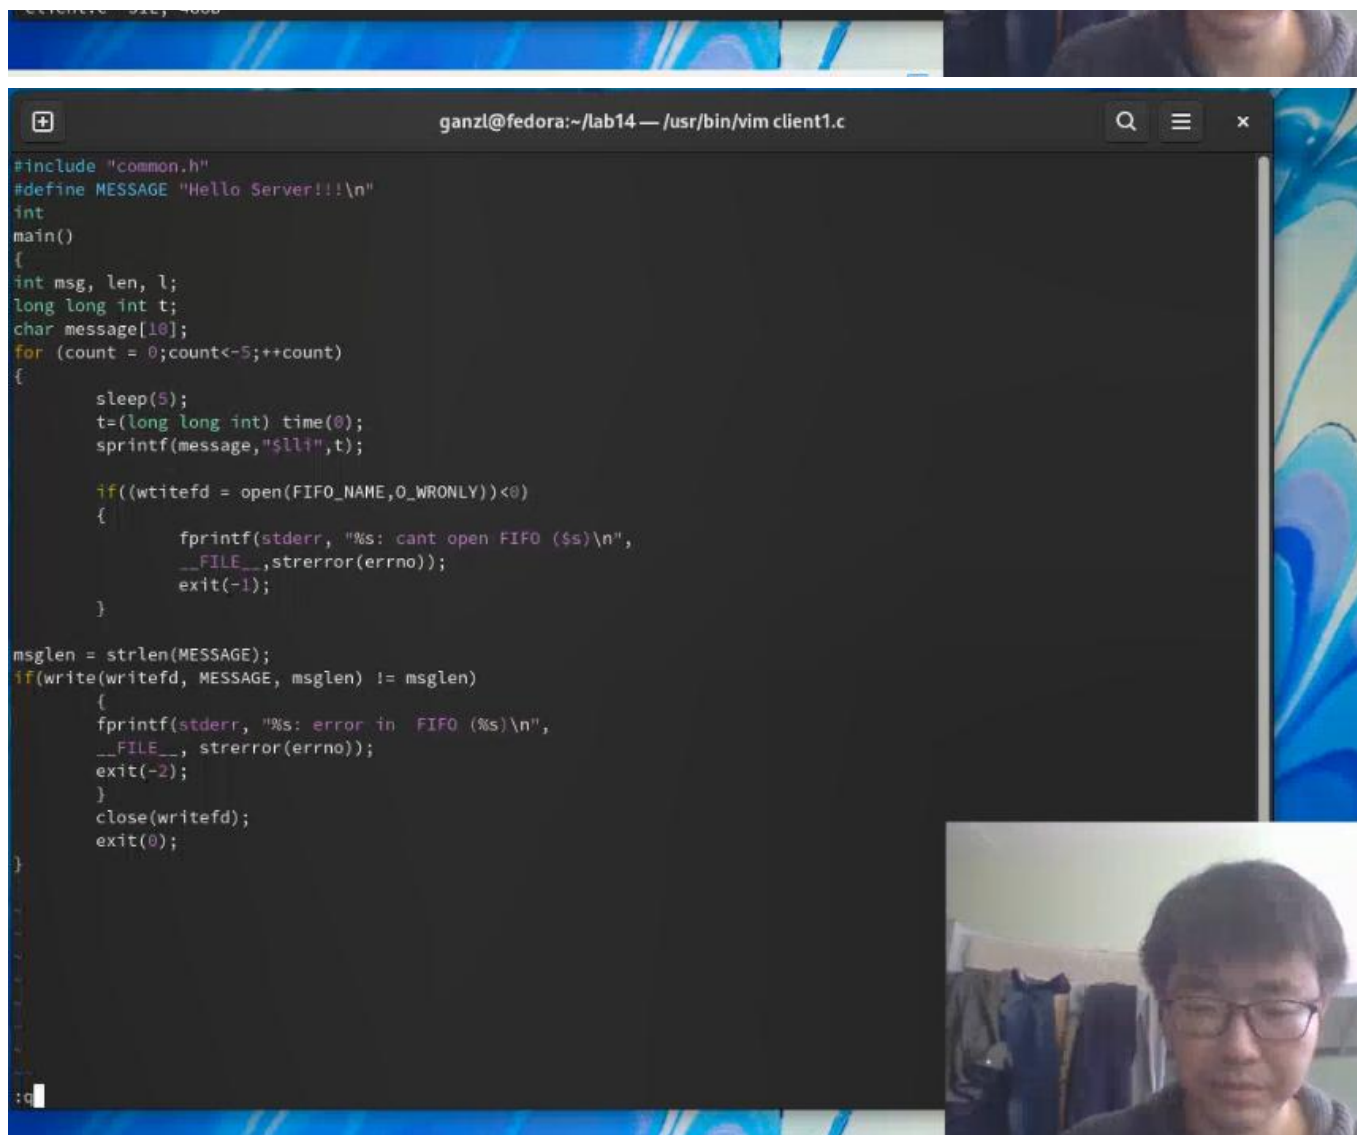 ganzl@fedora:~/lab14 — /usr/bin/vim client1.c
#include "common.h"
#define MESSAGE "Hello Server!!!\n"
int
main()
{
int msg, len, l;
long long int t;
char message[10];
for (count = 0;count<-5;++count)
{
sleep(5);
t=(long long int) time(0);
sprintf(message,"$lli",t);
if((wtitefd = open(FIFO_NAME,O_WRONLY))<0)
{
fprintf(stderr, "%s: cant open FIFO ($s)\n",
__FILE__,strerror(errno));
exit(-1);
}
msglen = strlen(MESSAGE);
if(write(writefd, MESSAGE, msglen) != msglen)
{
fprintf(stderr, "%s: error in  FIFO (%s)\n",
__FILE__, strerror(errno));
exit(-2);
}
close(writefd);
exit(0);
}
~
~
~
~
~
~
~
~
:q